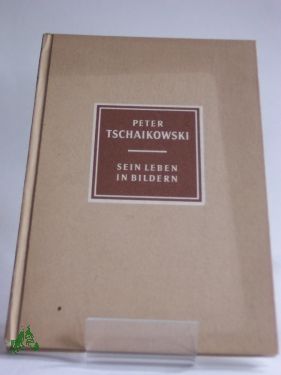 PETER
TSCHAIKOWSKI
SEIN LEBEN
IN BILDERN